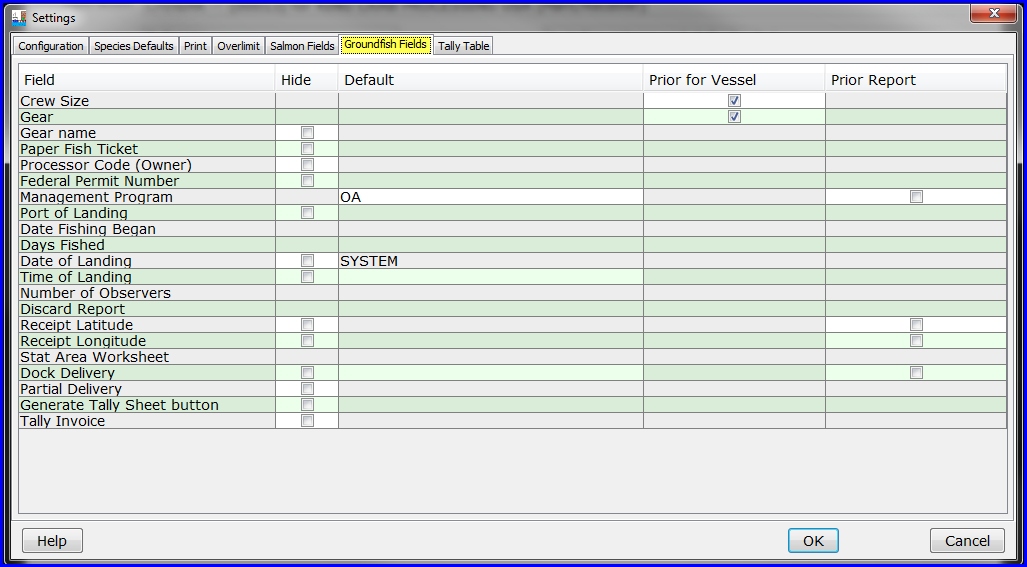 Settings
Configuration Species Defaults Print Overlimit Salmon Fields Groundfish Fields Tally Table
Field Hide Default Prior for Vessel Prior Report
Crew Size
Gear
Gear name
Paper Fish Ticket
Processor Code (Owner)
Federal Permit Number
Management Program OA
Port of Landing
Date Fishing Began
Days Fished
Date of Landing SYSTEM
Time of Landing
Number of Observers
Discard Report
Receipt Latitude
Receipt Longitude
Stat Area Worksheet
Dock Delivery
Partial Delivery
Generate Tally Sheet button
Tally Invoice
Help OK Cancel